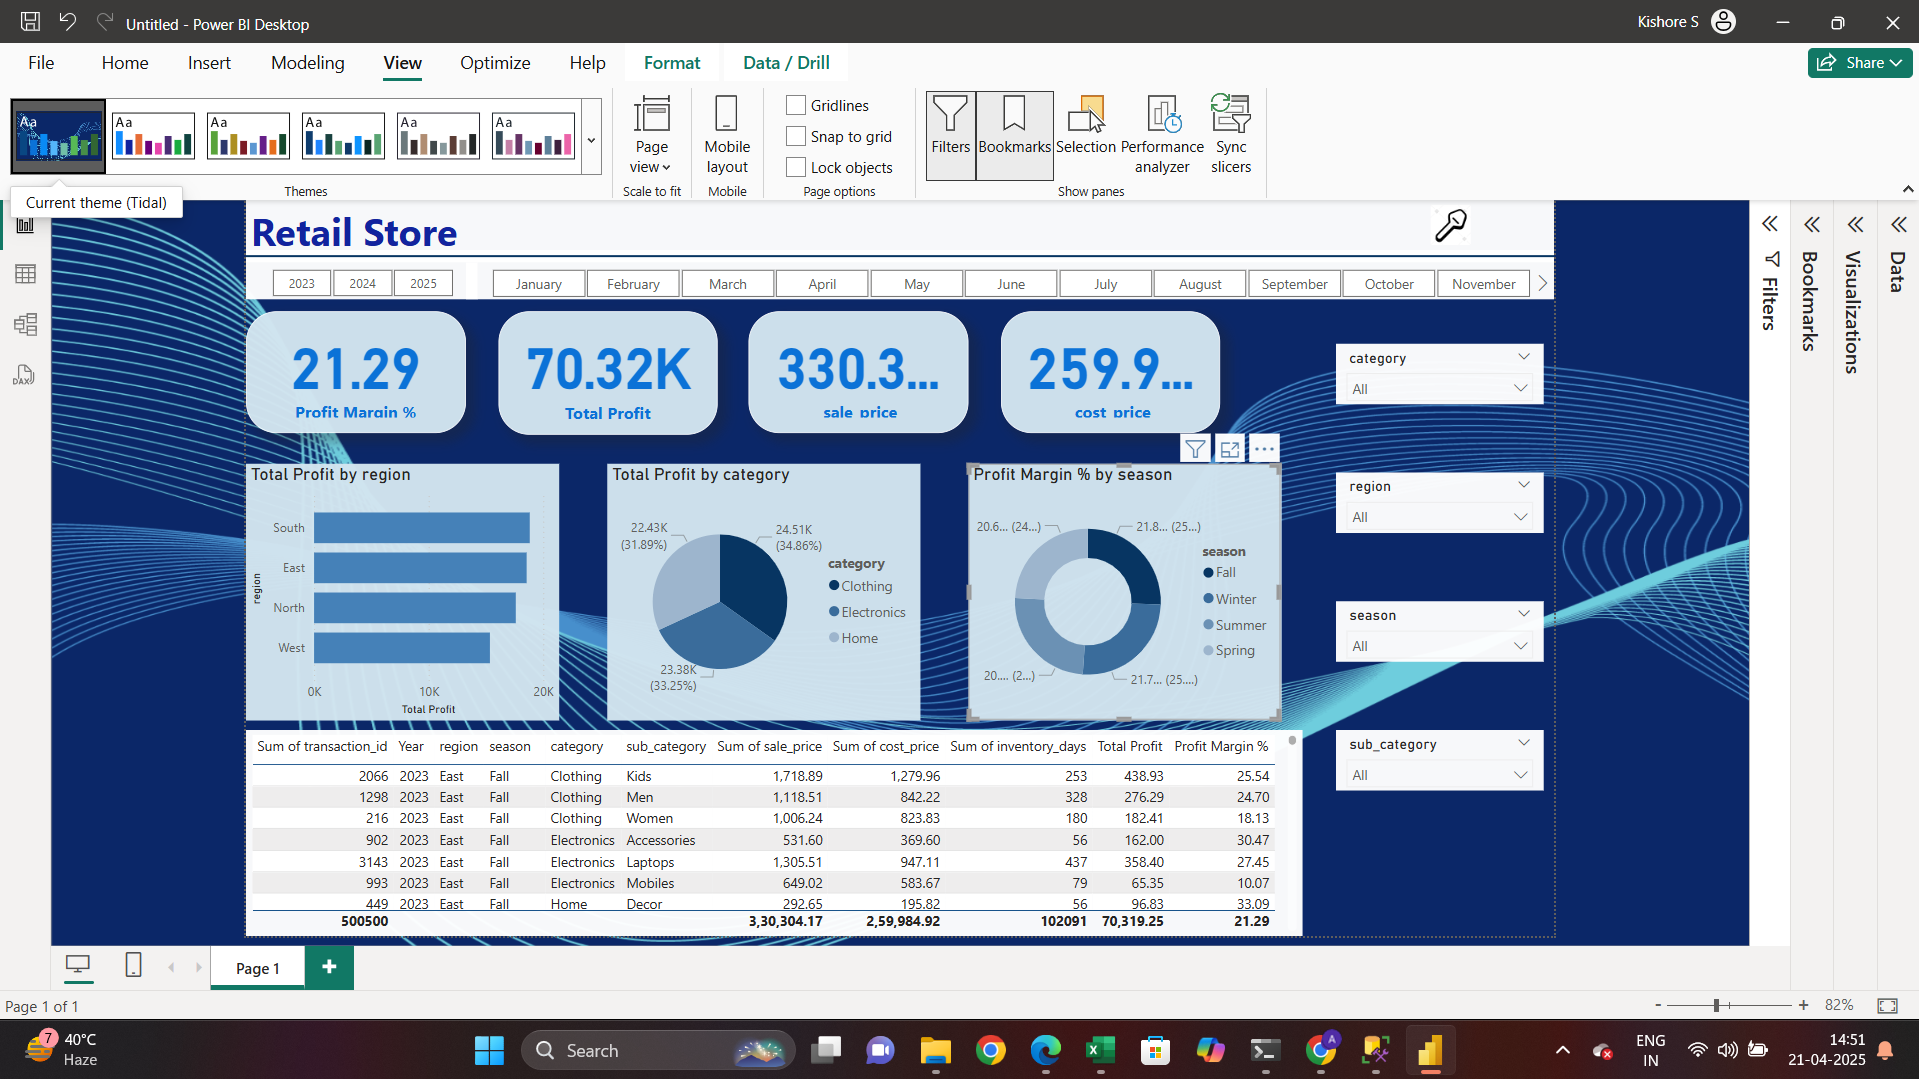 Untitled - Power BI Desktop
Kishore S
File Home Insert Modeling View Optimize Help Format Data / Drill
Share
Aa Aa Aa Aa Aa Aa
Page view
Mobile layout
Gridlines
Snap to grid
Lock objects
Filters Bookmarks Selection Performance analyzer Sync slicers
Themes Scale to fit Mobile Page options Show panes
Current theme (Tidal)
Retail Store
2023 2024 2025 January February March April May June July August September October November
21.29
Profit Margin %
70.32K
Total Profit
330.3...
sale_price
259.9...
cost_price
category
All
region
All
season
All
sub_category
All
Total Profit by region
region
South
East
North
West
0K 10K 20K
Total Profit
Total Profit by category
22.43K
(31.89%)
24.51K
(34.86%)
23.38K
(33.25%)
category
Clothing
Electronics
Home
Profit Margin % by season
20.6... (24...)
21.8... (25...)
20.... (2...)
21.7... (25....)
season
Fall
Winter
Summer
Spring
Sum of transaction_id Year region season category sub_category Sum of sale_price Sum of cost_price Sum of inventory_days Total Profit Profit Margin %
2066 2023 East Fall Clothing Kids 1,718.89 1,279.96 253 438.93 25.54
1298 2023 East Fall Clothing Men 1,118.51 842.22 328 276.29 24.70
216 2023 East Fall Clothing Women 1,006.24 823.83 180 182.41 18.13
902 2023 East Fall Electronics Accessories 531.60 369.60 56 162.00 30.47
3143 2023 East Fall Electronics Laptops 1,305.51 947.11 437 358.40 27.45
993 2023 East Fall Electronics Mobiles 649.02 583.67 79 65.35 10.07
449 2023 East Fall Home Decor 292.65 195.82 56 96.83 33.09
500500 3,30,304.17 2,59,984.92 102091 70,319.25 21.29
Filters
Bookmarks
Visualizations
Data
DAX
Page 1 +
Page 1 of 1
- + 82%
7
40°C
Haze
Search
A
ENG
IN
14:51
21-04-2025